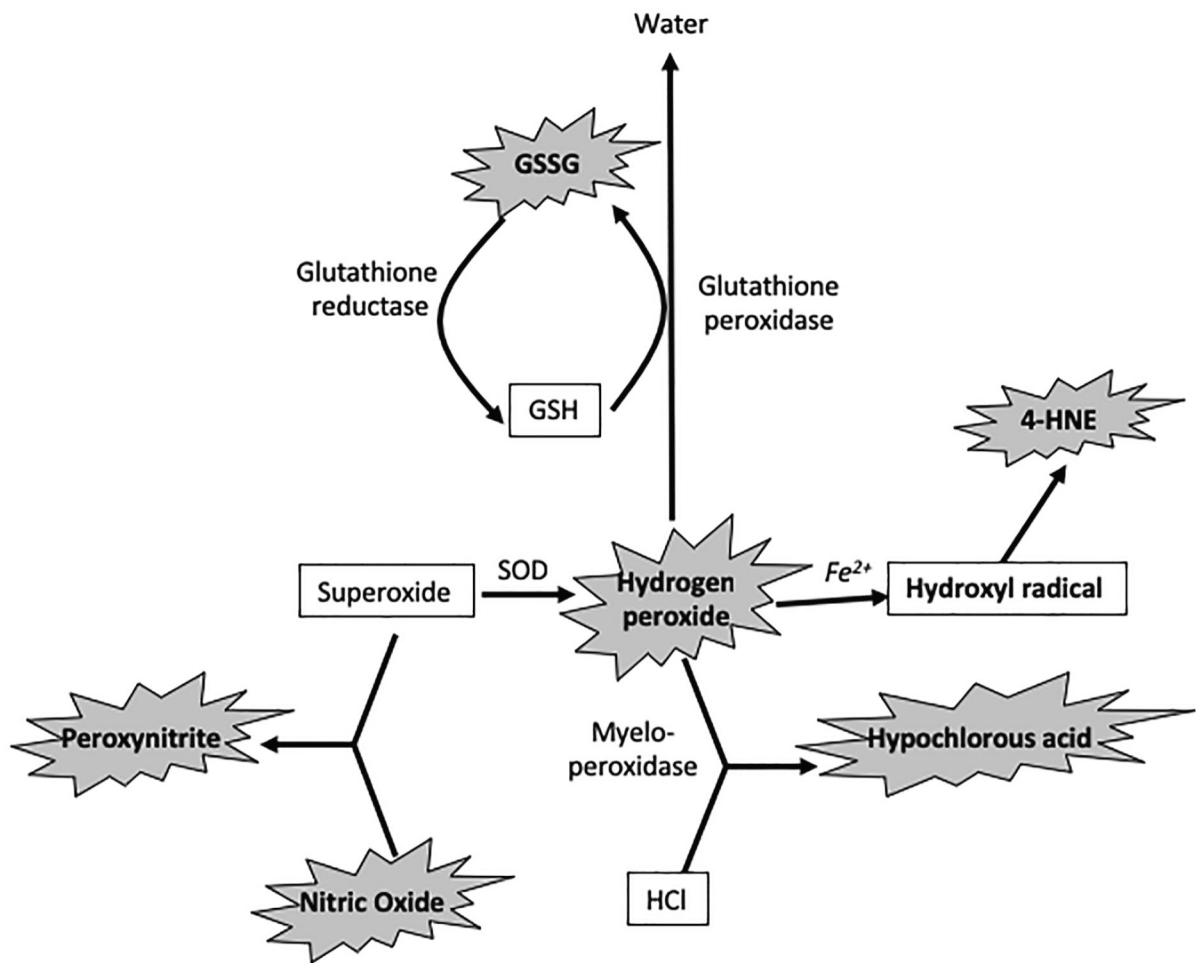 Water
GSSG
Glutathione
reductase
Glutathione
peroxidase
GSH
4-HNE
Superoxide
SOD
Hydrogen
peroxide
Fe²⁺
Hydroxyl radical
Peroxynitrite
Myelo-
peroxidase
Hypochlorous acid
Nitric Oxide
HCl